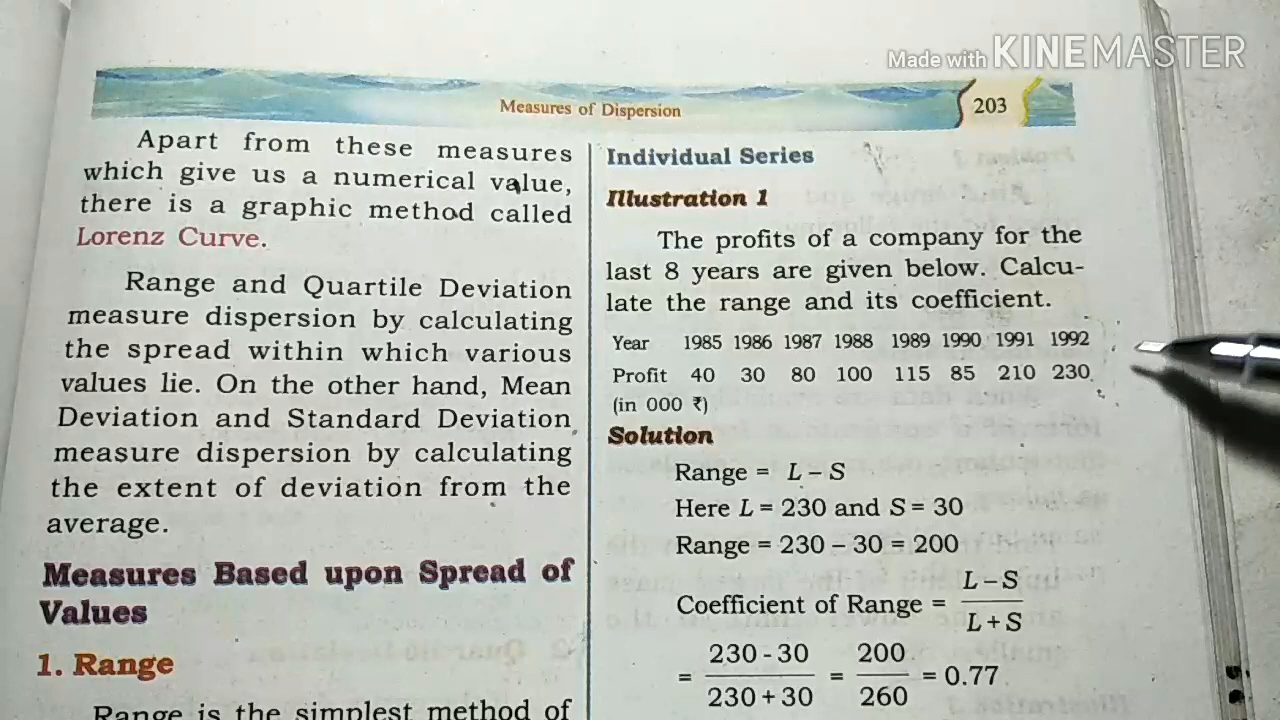 Made with KINEMASTER
Measures of Dispersion
203
Apart from these measures
which give us a numerical value,
there is a graphic method called
Lorenz Curve.
Range and Quartile Deviation
measure dispersion by calculating
the spread within which various
values lie. On the other hand, Mean
Deviation and Standard Deviation
measure dispersion by calculating
the extent of deviation from the
average.
Measures Based upon Spread of
Values
1. Range
Range is the simplest method of
Individual Series
Illustration 1
The profits of a company for the
last 8 years are given below. Calcu-
late the range and its coefficient.
Year 1985 1986 1987 1988 1989 1990 1991 1992
Profit 40 30 80 100 115 85 210 230
(in 000 ₹)
Solution
Range = L – S
Here L = 230 and S = 30
Range = 230 – 30 = 200
Coefficient of Range = L – S / L + S
= 230 - 30 / 230 + 30 = 200 / 260 = 0.77